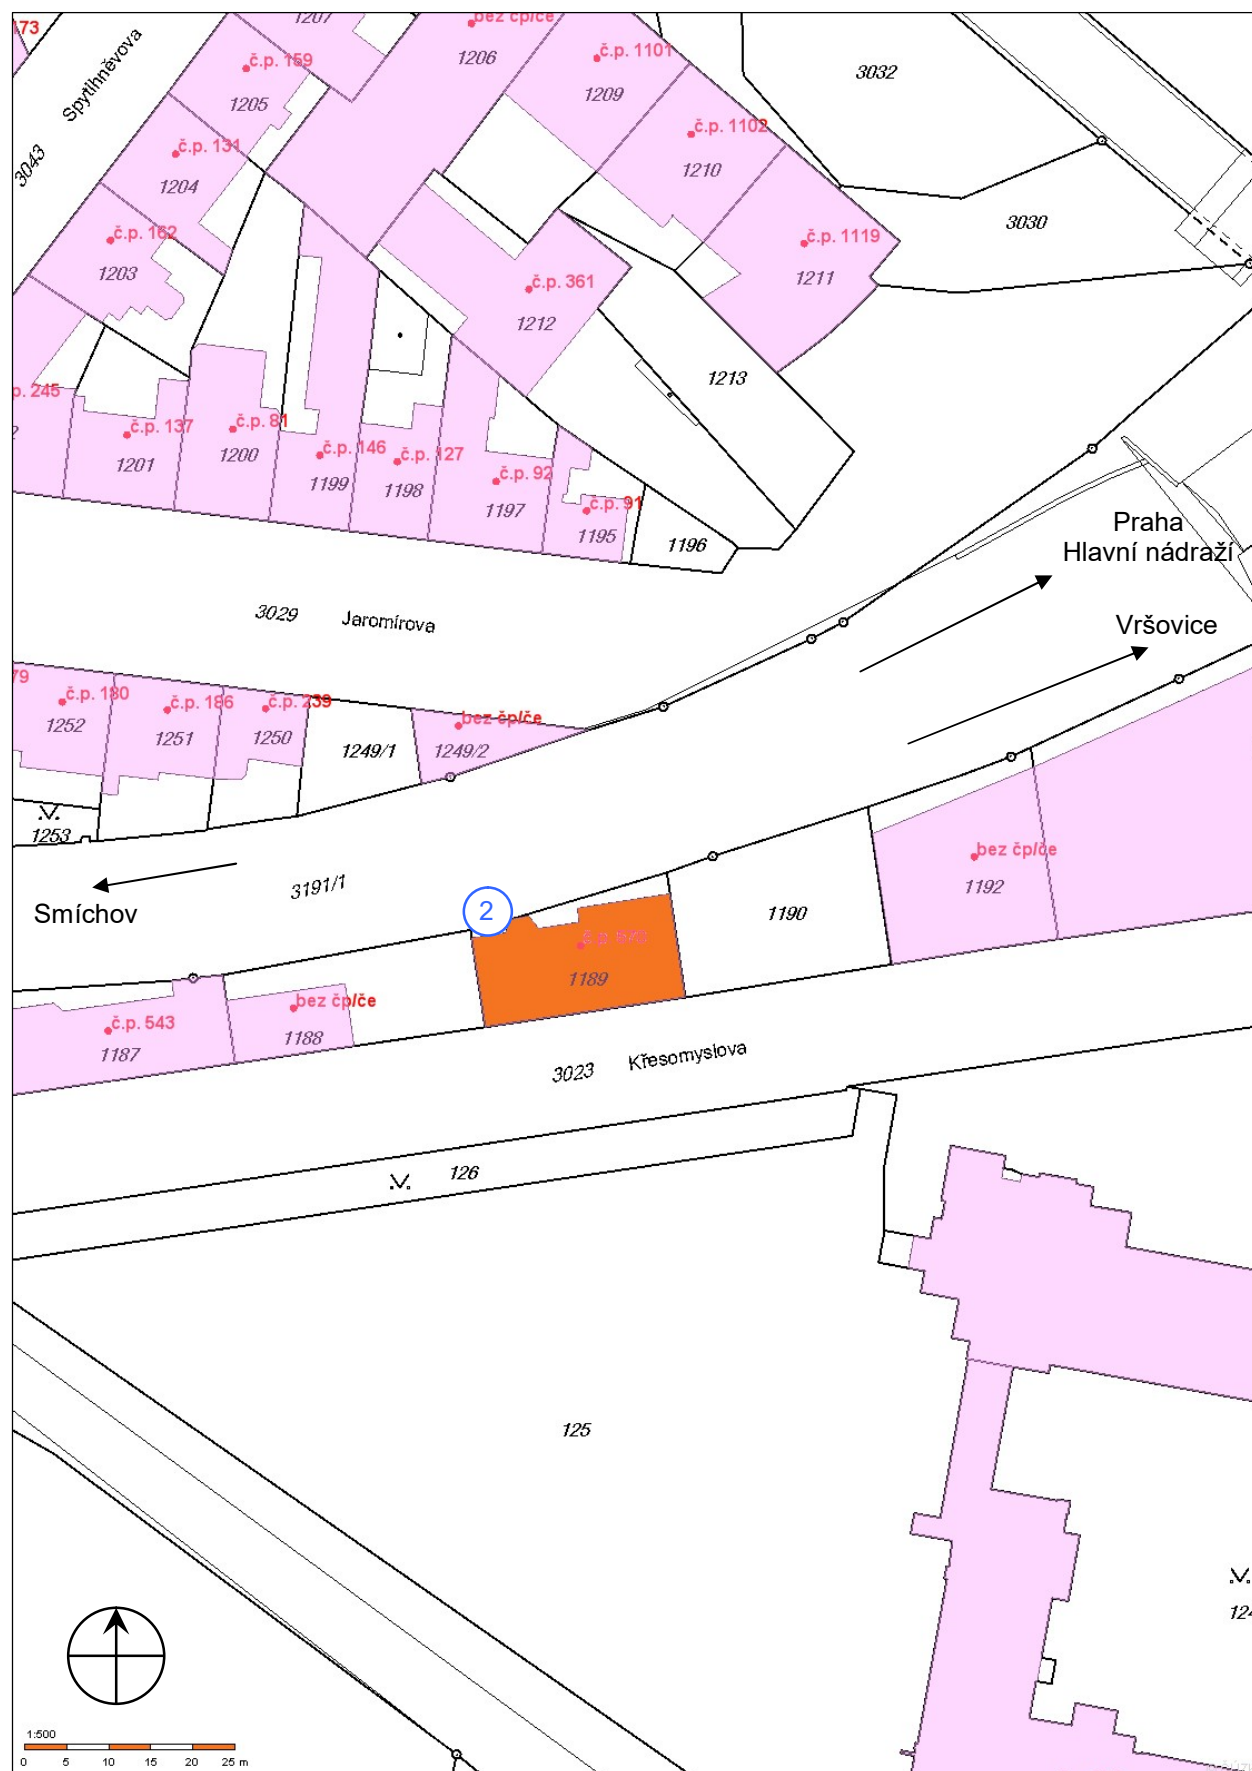 173
1207
bez čp/če
1206
č.p. 1101
1209
3032
Spytihněvova
č.p. 159
1205
č.p. 1102
1210
3043
č.p. 131
1204
3030
č.p. 162
1203
č.p. 1119
1211
č.p. 361
1212
1213
p. 245
č.p. 137
1201
č.p. 81
1200
č.p. 146
1199
č.p. 127
1198
č.p. 92
1197
č.p. 91
1195
1196
Praha
Hlavní nádraží
3029 Jaromírova
Vršovice
79
č.p. 180
1252
č.p. 186
1251
č.p. 239
1250
1249/1
bez čp/če
1249/2
1253
3191/1
Smíchov
2
1189
1190
bez čp/če
1192
č.p. 543
1187
bez čp/če
1188
3023 Křesomyslova
126
125
124
1:500
0 5 10 15 20 25 m